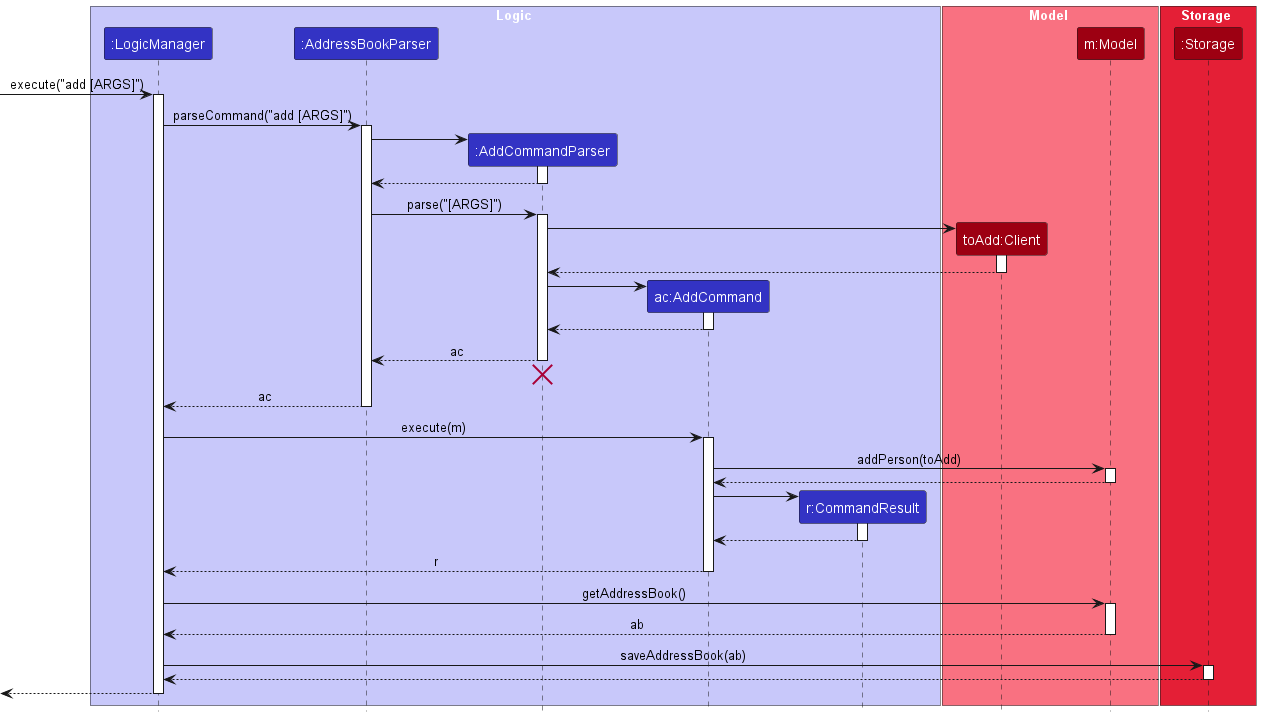 Logic
Model
Storage
:LogicManager
:AddressBookParser
m:Model
:Storage
execute("add [ARGS]")
parseCommand("add [ARGS]")
:AddCommandParser
parse("[ARGS]")
toAdd:Client
ac:AddCommand
ac
ac
execute(m)
addPerson(toAdd)
r:CommandResult
r
getAddressBook()
ab
saveAddressBook(ab)